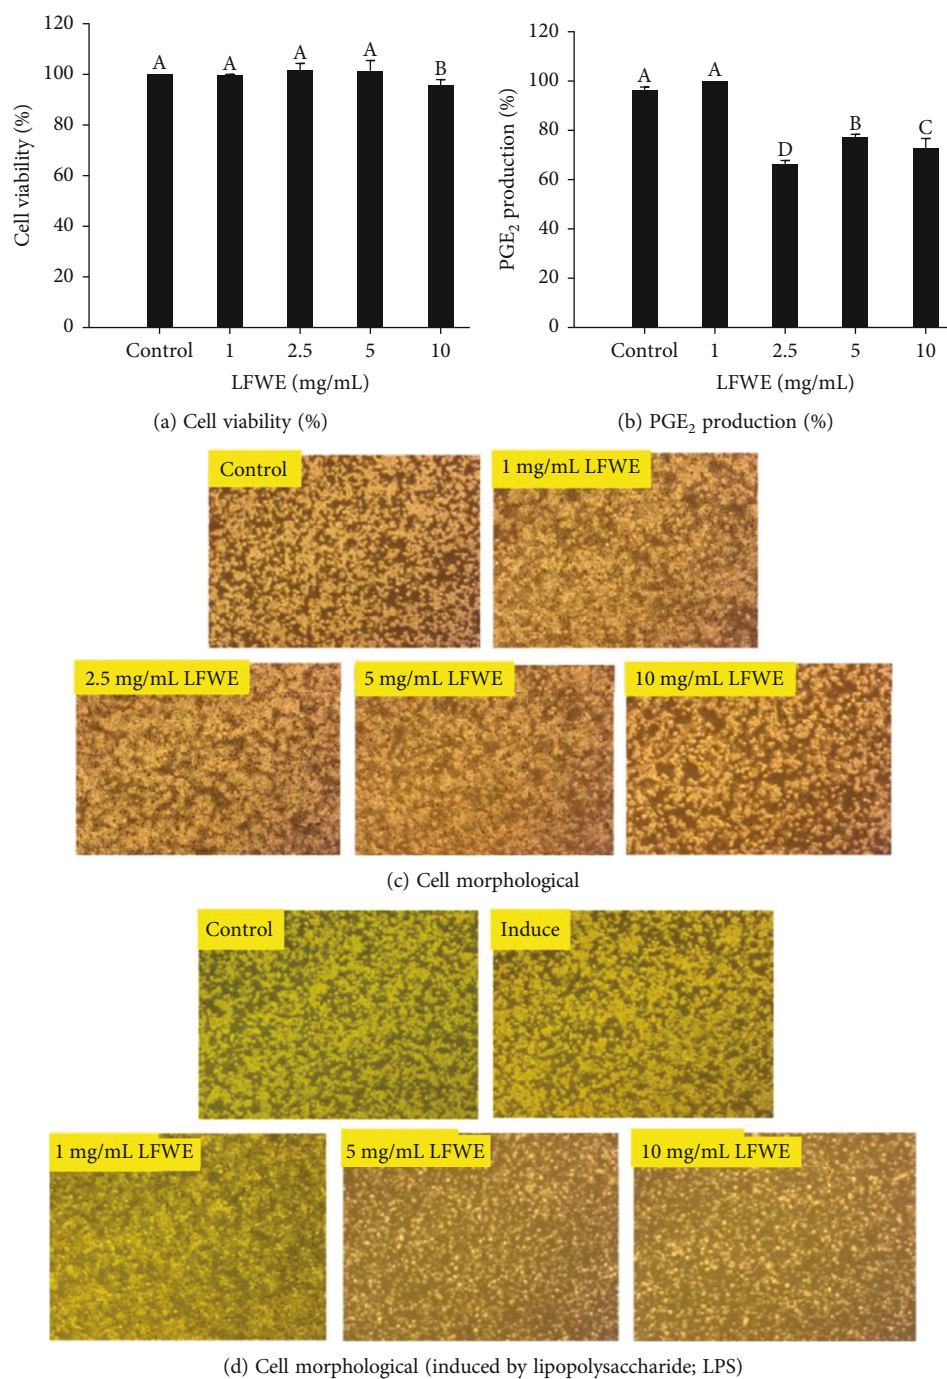 120
100
80
60
40
20
0
Cell viability (%)
A
A
A
A
B
Control
1
2.5
5
10
LFWE (mg/mL)
(a) Cell viability (%)
120
100
80
60
40
20
0
PGE₂ production (%)
A
A
D
B
C
Control
1
2.5
5
10
LFWE (mg/mL)
(b) PGE₂ production (%)
Control
1 mg/mL LFWE
2.5 mg/mL LFWE
5 mg/mL LFWE
10 mg/mL LFWE
(c) Cell morphological
Control
Induce
1 mg/mL LFWE
5 mg/mL LFWE
10 mg/mL LFWE
(d) Cell morphological (induced by lipopolysaccharide; LPS)